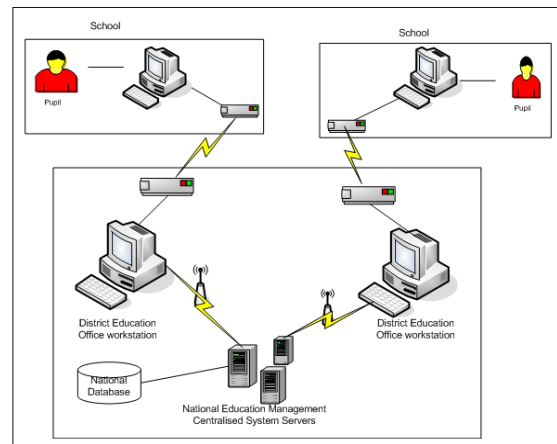 School
School
Pupil
Pupil
District Education
Office workstation
District Education
Office workstation
National
Database
National Education Management
Centralised System Servers